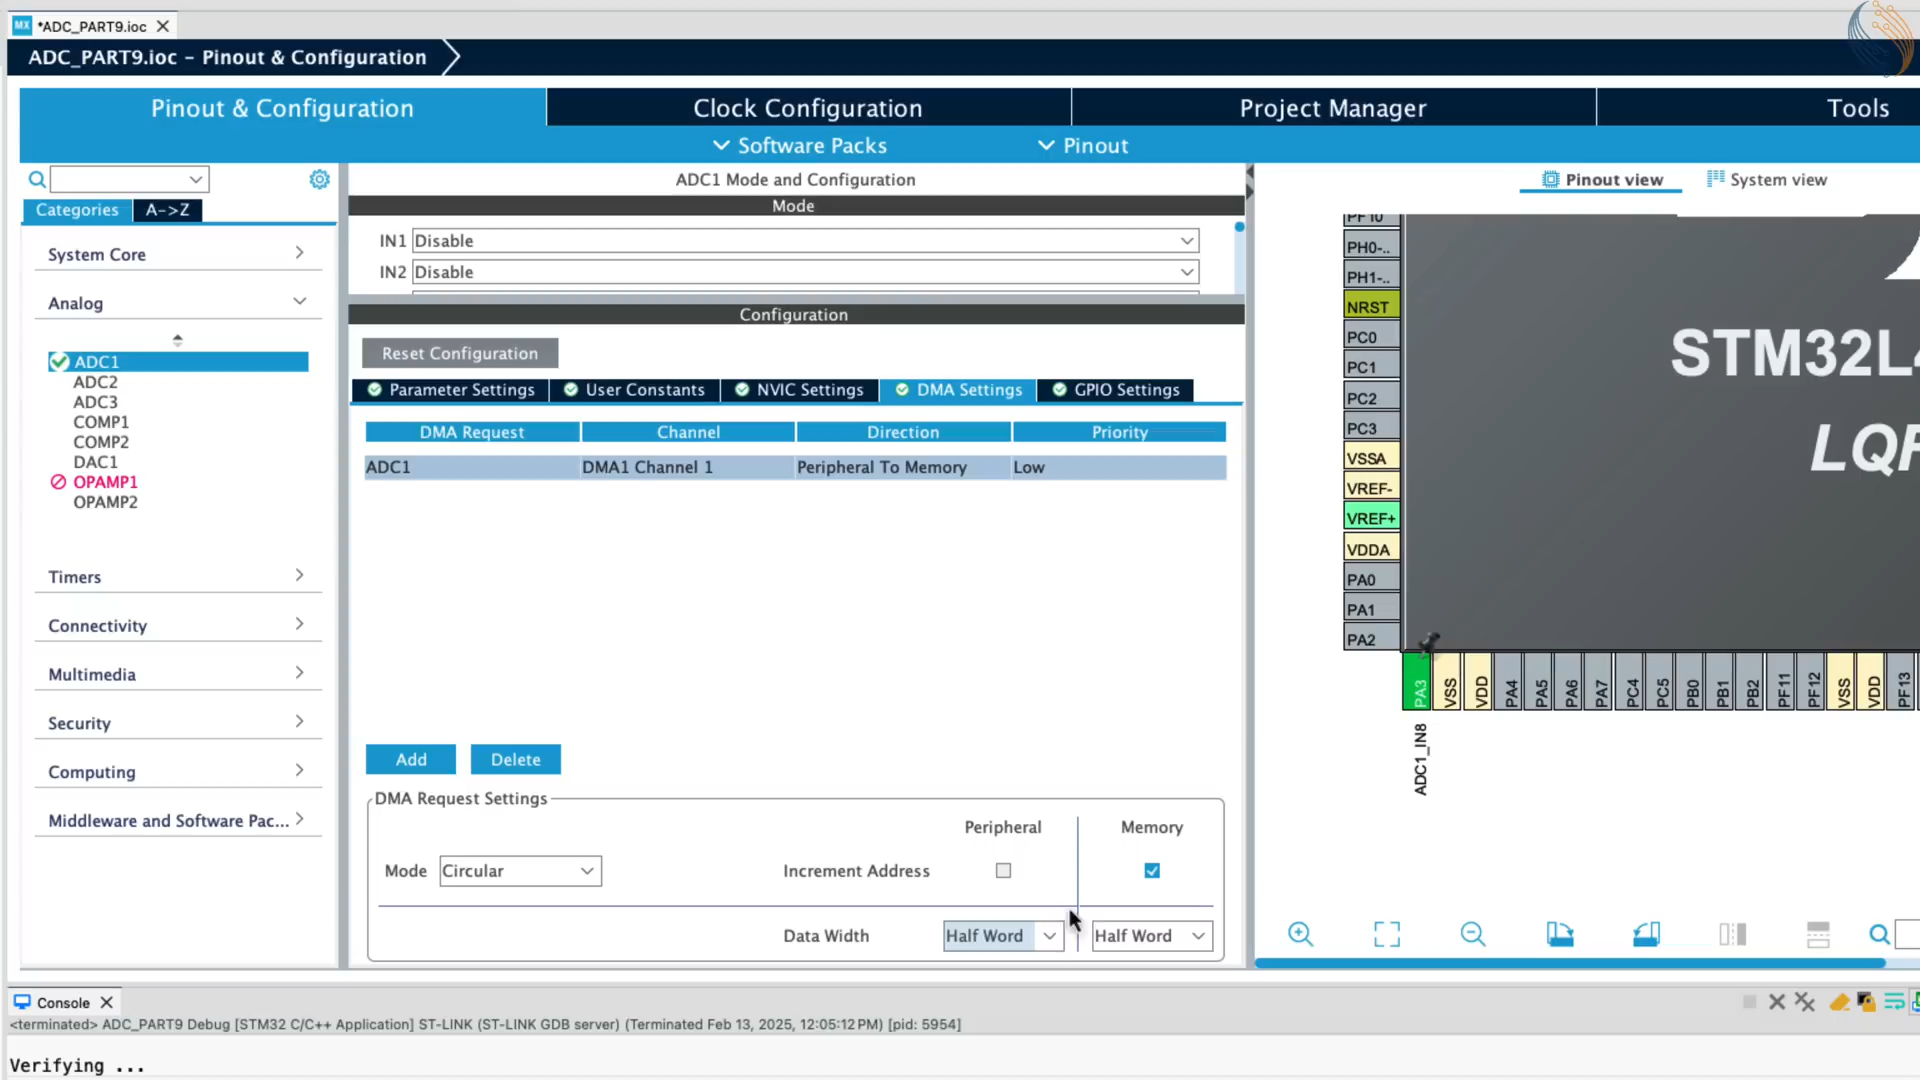 MX *ADC_PART9.ioc
ADC_PART9.ioc – Pinout & Configuration
Pinout & Configuration
Clock Configuration
Project Manager
Tools
Software Packs
Pinout
Categories
A->Z
System Core
Analog
ADC1
ADC2
ADC3
COMP1
COMP2
DAC1
OPAMP1
OPAMP2
Timers
Connectivity
Multimedia
Security
Computing
Middleware and Software Pac...
ADC1 Mode and Configuration
Mode
IN1 Disable
IN2 Disable
Configuration
Reset Configuration
Parameter Settings
User Constants
NVIC Settings
DMA Settings
GPIO Settings
DMA Request Channel Direction Priority
ADC1 DMA1 Channel 1 Peripheral To Memory Low
Add
Delete
DMA Request Settings
Peripheral Memory
Mode Circular Increment Address
Data Width Half Word Half Word
Pinout view
System view
PF10
PH0-..
PH1-..
NRST
PC0
PC1
PC2
PC3
VSSA
VREF-
VREF+
VDDA
PA0
PA1
PA2
STM32L4
LQF
PA3
VSS
VDD
PA4
PA5
PA6
PA7
PC4
PC5
PB0
PB1
PB2
PF11
PF12
VSS
VDD
PF13
ADC1_IN8
Console
<terminated> ADC_PART9 Debug [STM32 C/C++ Application] ST-LINK (ST-LINK GDB server) (Terminated Feb 13, 2025, 12:05:12 PM) [pid: 5954]
Verifying ...